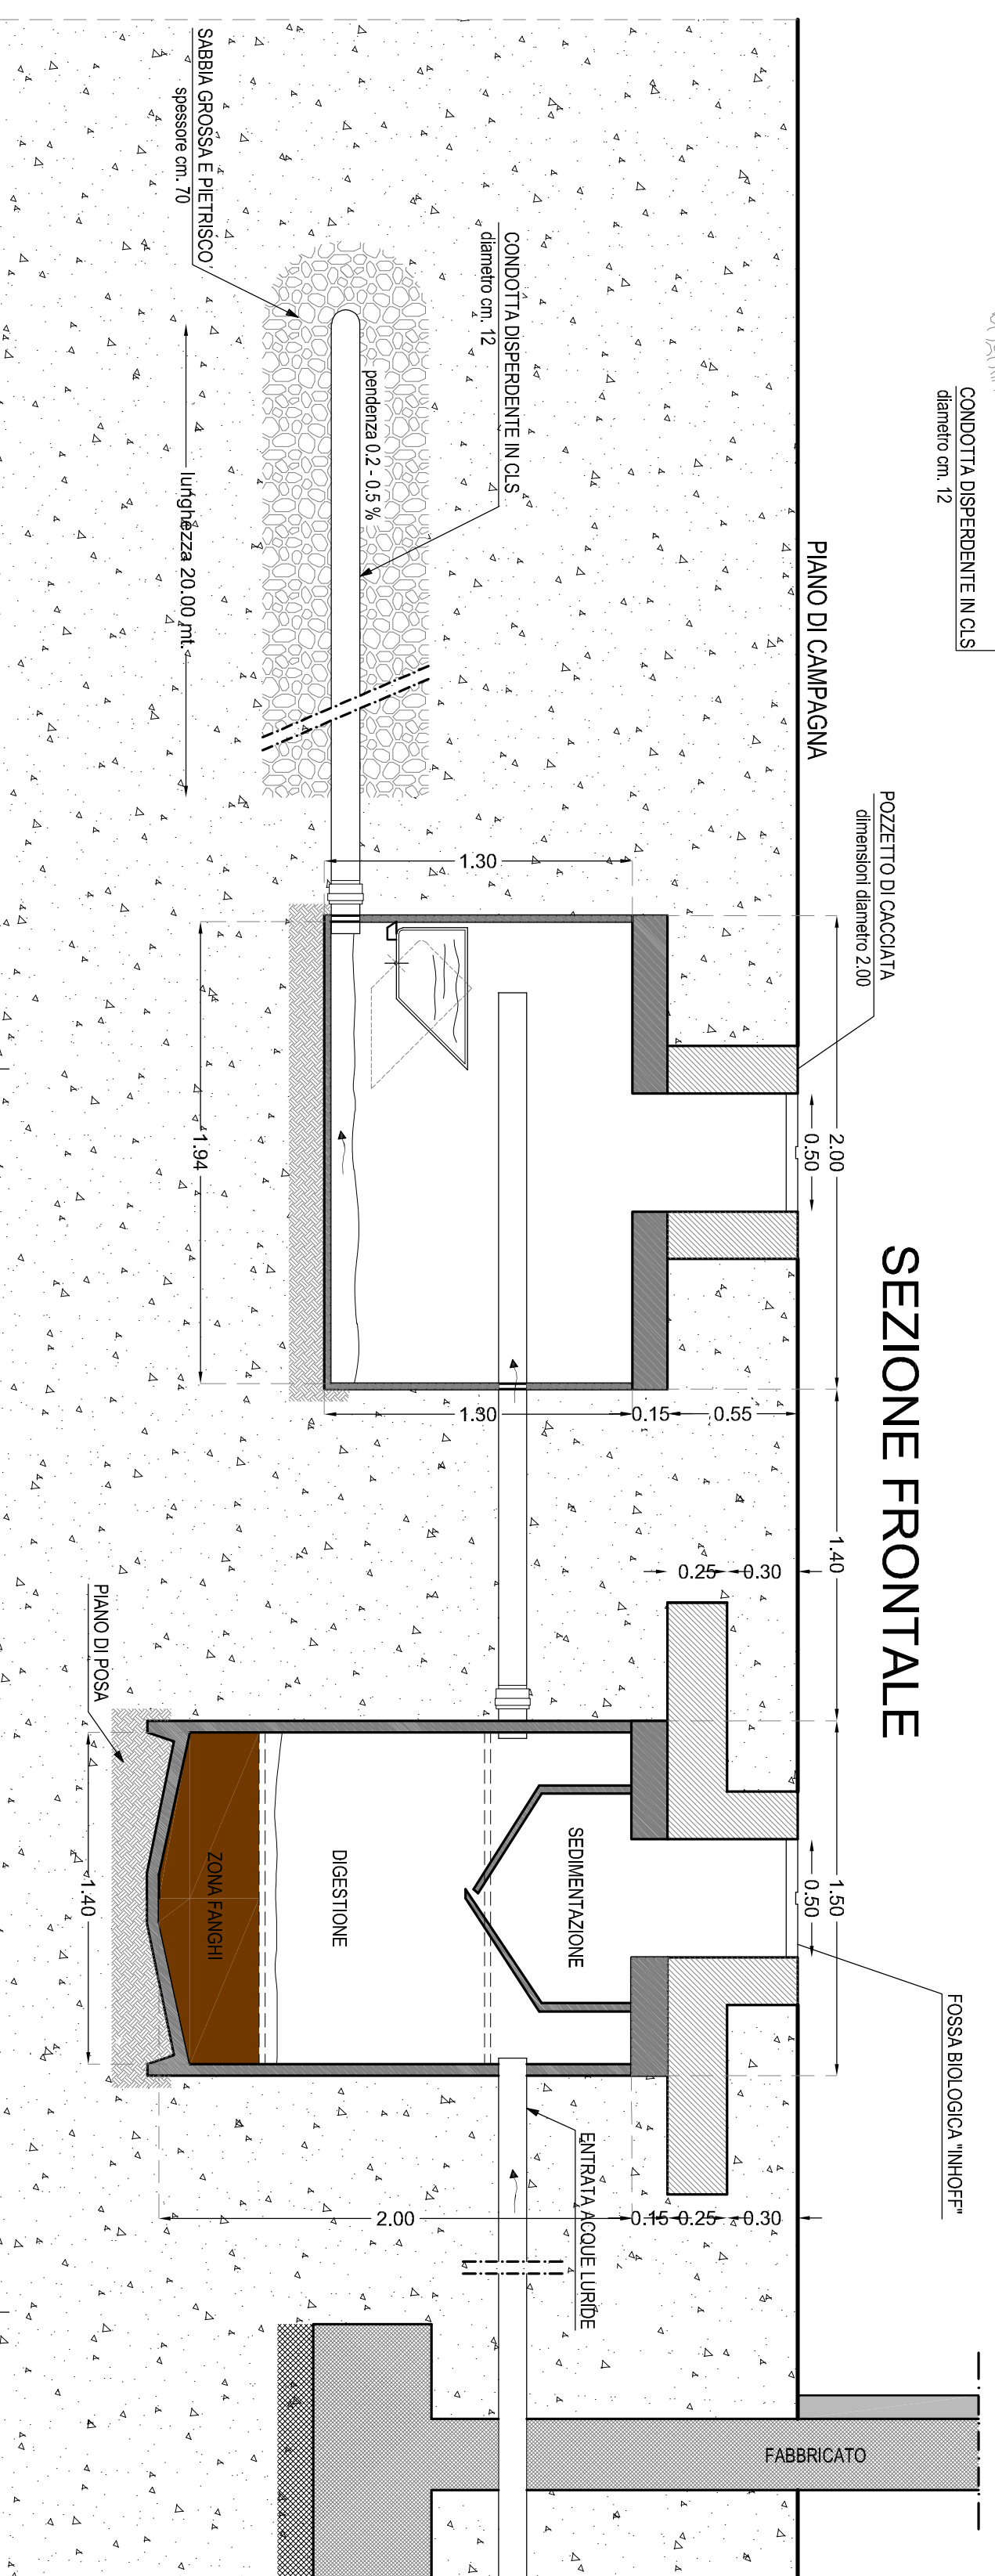 CONDOTTA DISPERDENTE IN CLS
diametro cm. 12
SEZIONE FRONTALE
FOSSA BIOLOGICA "INHOFF"
POZZETTO DI CACCIATA
dimensioni diametro 2.00
PIANO DI CAMPAGNA
2.00
1.40
1.50
0.50
0.50
FABBRICATO
0.55
0.15
1.30
1.30
0.30
0.25
0.30
0.25
0.15
2.00
CONDOTTA DISPERDENTE IN CLS
diametro cm. 12
pendenza 0.2 - 0.5 %
SEDIMENTAZIONE
ENTRATA ACQUE LURIDE
DIGESTIONE
ZONA FANGHI
SABBIA GROSSA E PIETRISCO
spessore cm. 70
lunghezza 20.00 mt.
1.94
PIANO DI POSA
1.40